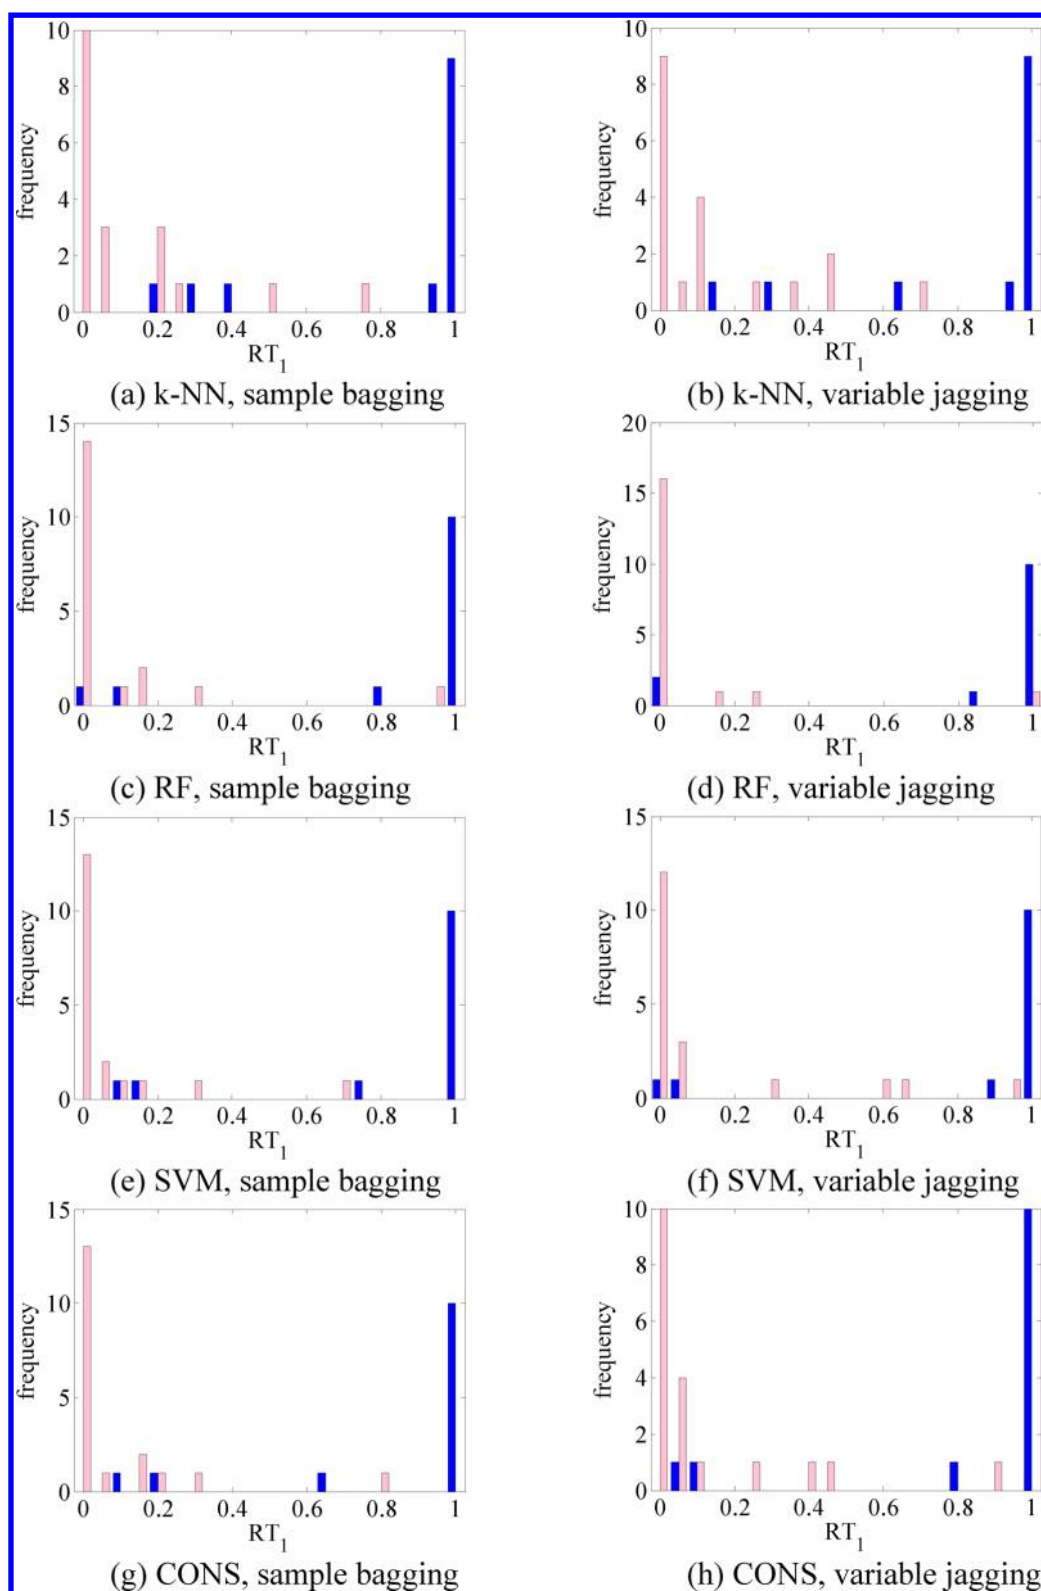 10
8
6
4
2
0
frequency
0 0.2 0.4 0.6 0.8 1
RT1
(a) k-NN, sample bagging
10
8
6
4
2
0
frequency
0 0.2 0.4 0.6 0.8 1
RT1
(b) k-NN, variable jagging
15
10
5
0
frequency
0 0.2 0.4 0.6 0.8 1
RT1
(c) RF, sample bagging
20
15
10
5
0
frequency
0 0.2 0.4 0.6 0.8 1
RT1
(d) RF, variable jagging
15
10
5
0
frequency
0 0.2 0.4 0.6 0.8 1
RT1
(e) SVM, sample bagging
15
10
5
0
frequency
0 0.2 0.4 0.6 0.8 1
RT1
(f) SVM, variable jagging
15
10
5
0
frequency
0 0.2 0.4 0.6 0.8 1
RT1
(g) CONS, sample bagging
10
8
6
4
2
0
frequency
0 0.2 0.4 0.6 0.8 1
RT1
(h) CONS, variable jagging